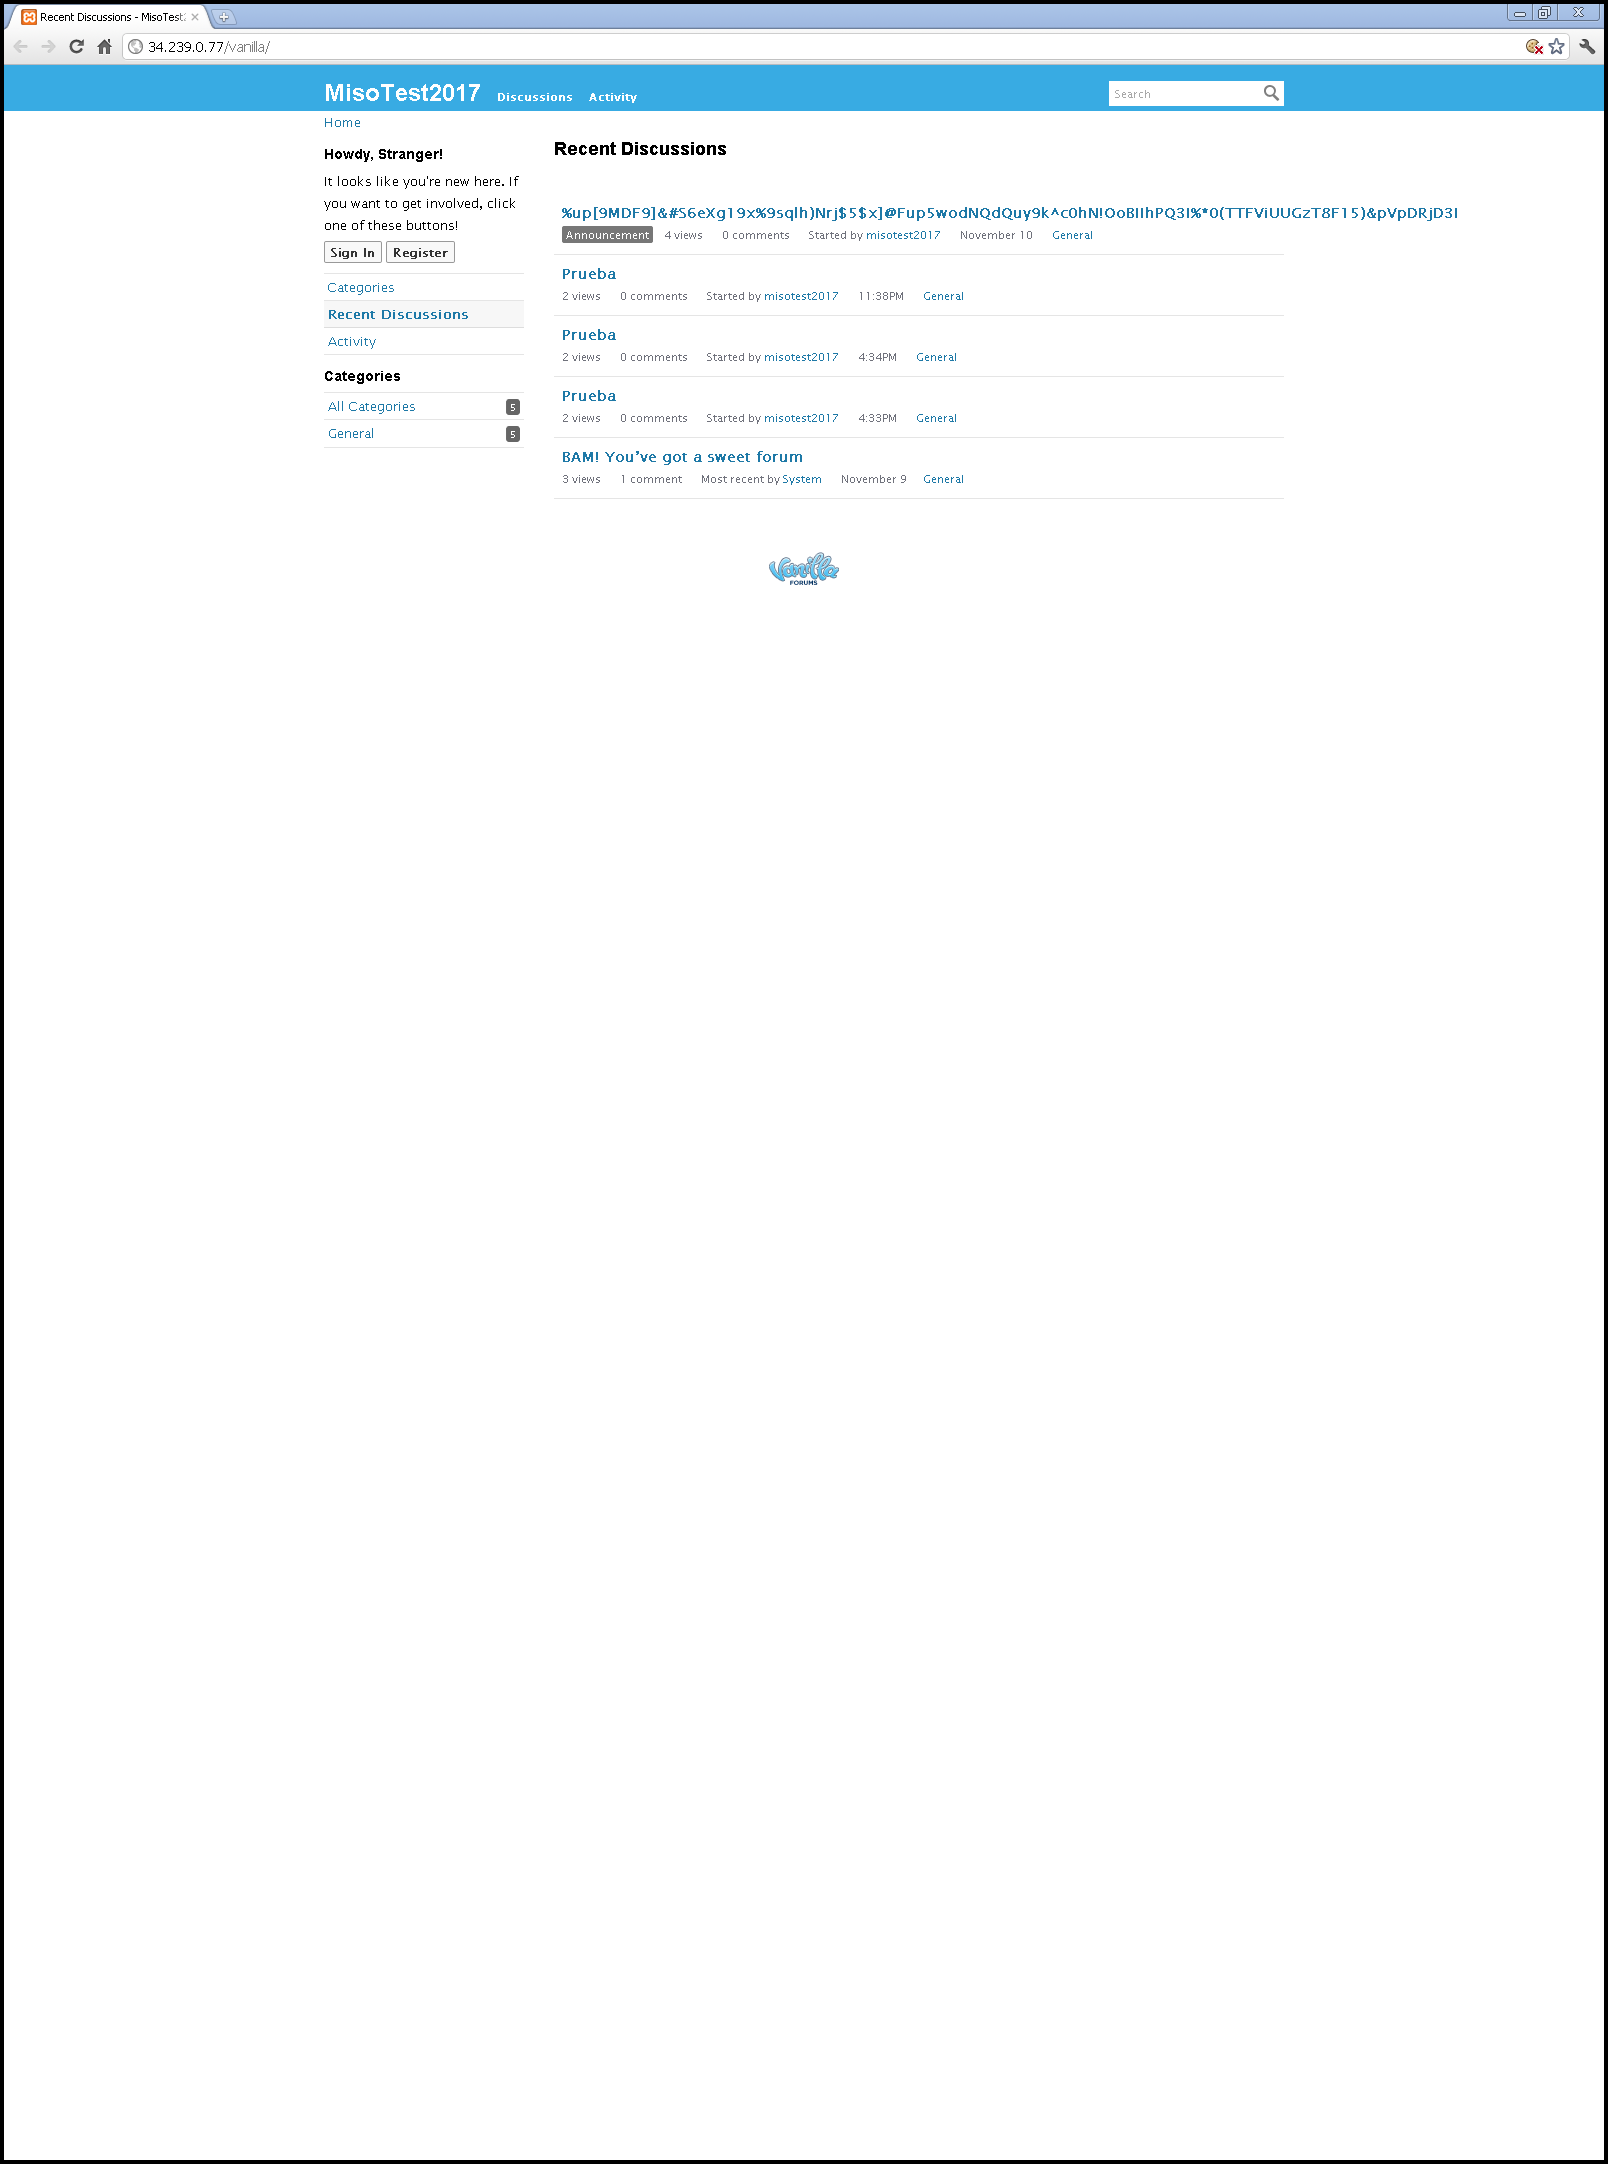 Recent Discussions - MisoTest2
34.239.0.77/vanilla/
MisoTest2017 Discussions Activity Search
Home
Howdy, Stranger!
It looks like you're new here. If
you want to get involved, click
one of these buttons!
Sign In Register
Categories
Recent Discussions
Activity
Categories
All Categories 5
General 5
Recent Discussions
%up[9MDF9]&#S6eXg19x%9sqlh)Nrj$5$x]@Fup5wodNQdQuy9k^c0hN!OoBIIhPQ3I%*0(TTFViUUGzT8F15)&pVpDRjD3I
Announcement 4 views 0 comments Started by misotest2017 November 10 General
Prueba
2 views 0 comments Started by misotest2017 11:38PM General
Prueba
2 views 0 comments Started by misotest2017 4:34PM General
Prueba
2 views 0 comments Started by misotest2017 4:33PM General
BAM! You’ve got a sweet forum
3 views 1 comment Most recent by System November 9 General
Vanilla
FORUMS